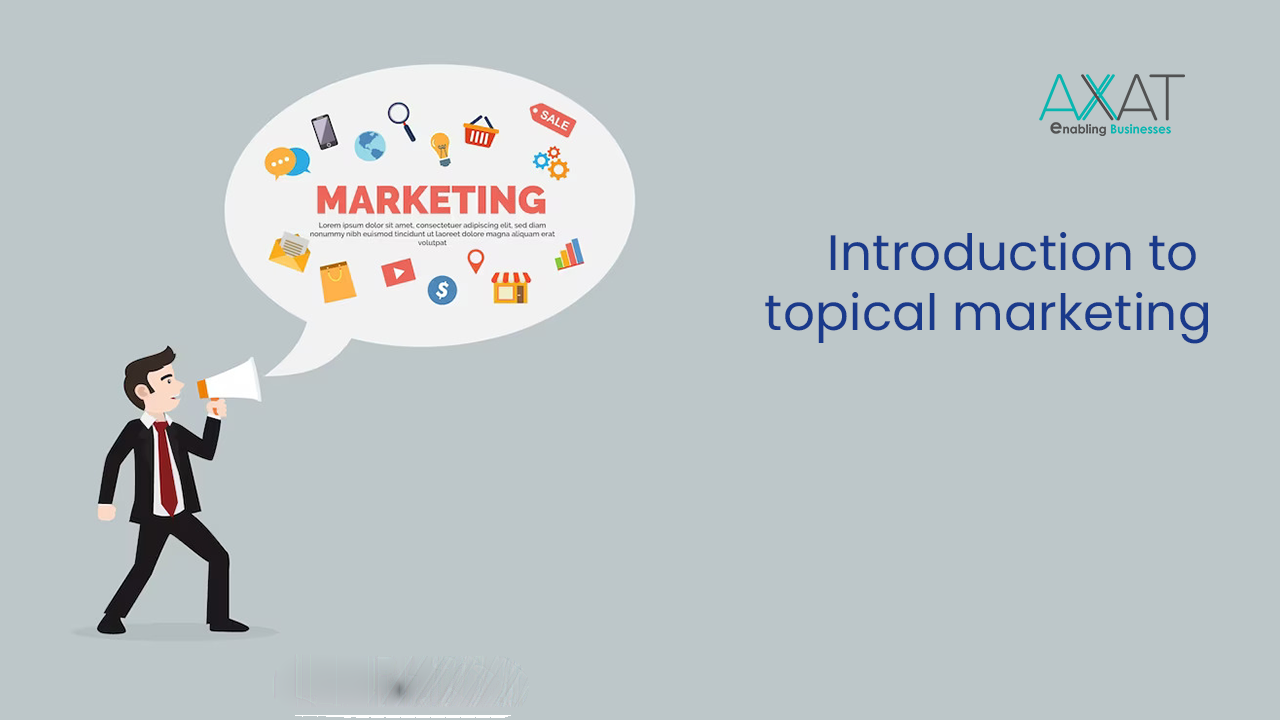 AXAT
enabling Businesses
SALE
MARKETING
Lorem ipsum dolor sit amet, consectetuer adipiscing elit, sed diam
nonummy nibh euismod tincidunt ut laoreet dolore magna aliquam erat
volutpat
$
Introduction to
topical marketing